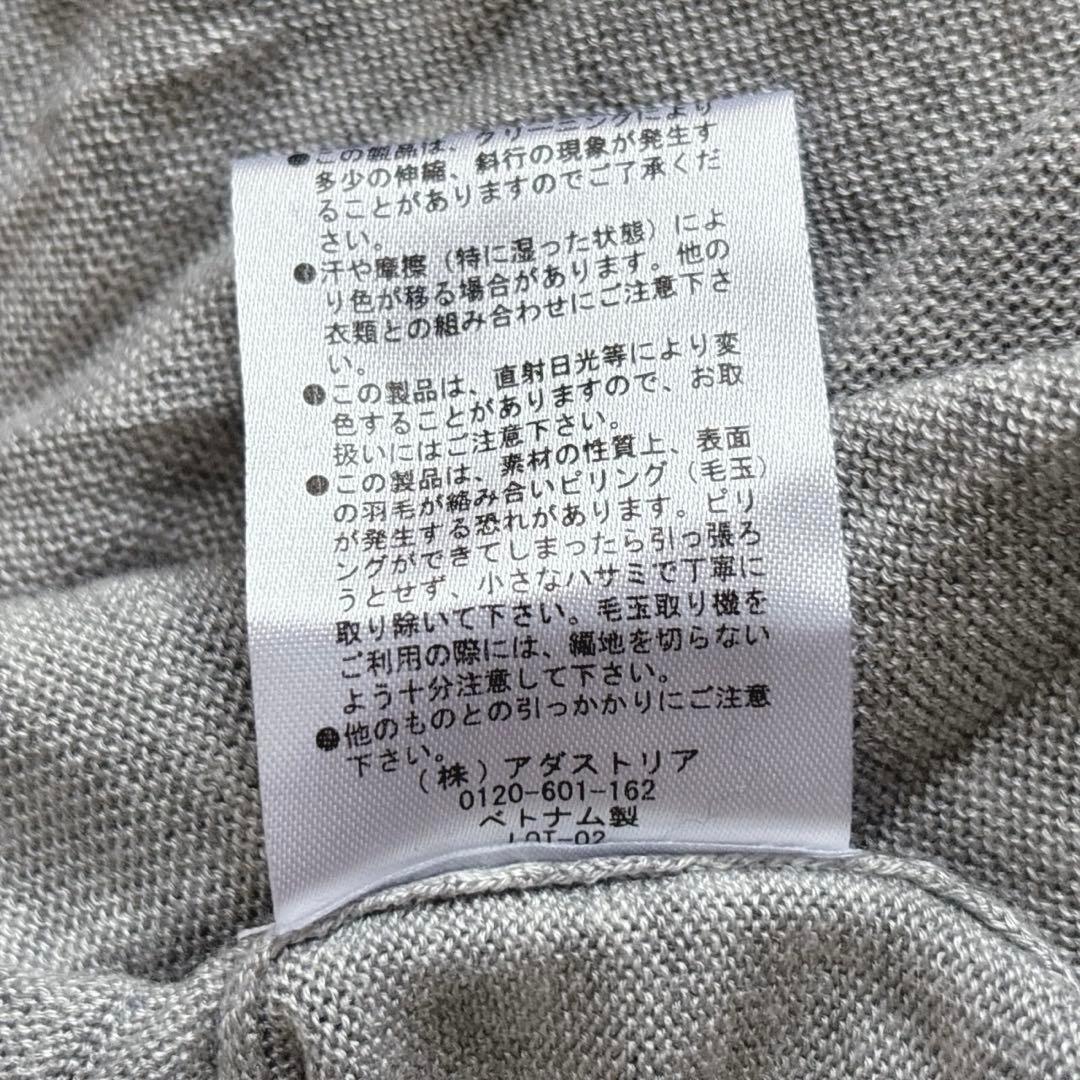 ●この製品は、クリーニングにより
多少の伸縮、斜行の現象が発生す
ることがありますのでご了承くだ
さい。
●汗や摩擦（特に湿った状態）によ
り色が移る場合があります。他の
衣類との組み合わせにご注意下さ
い。
●この製品は、直射日光等により変
色することがありますので、お取
扱いにはご注意下さい。
●この製品は、素材の性質上、表面
の羽毛が縮み合いピリング（毛玉）
が発生する恐れがあります。ピリ
ングができてしまったら引っ張ろ
うとせず、小さなハサミで丁寧に
取り除いて下さい。毛玉取り機を
ご利用の際には、編地を切らない
よう十分注意して下さい。
●他のものとの引っかかりにご注意
下さい。
（株）アダストリア
0120-601-162
ベトナム製
LOT-02